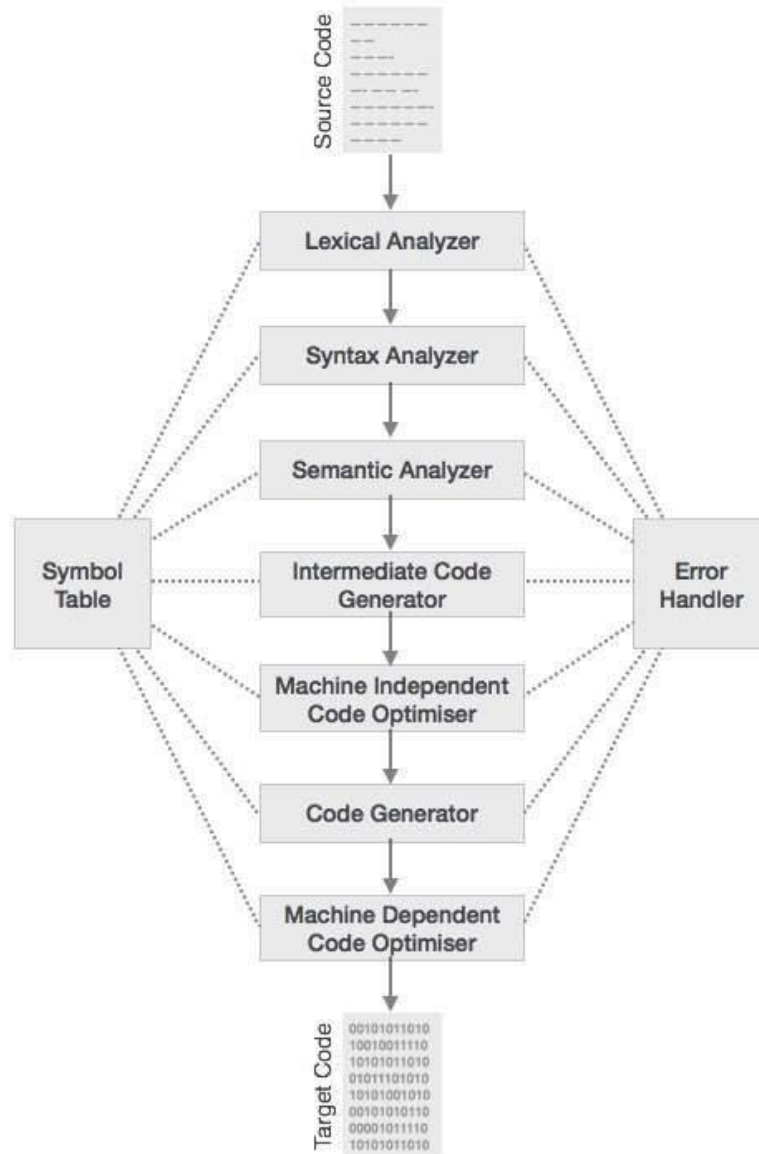 Source Code
Lexical Analyzer
Syntax Analyzer
Semantic Analyzer
Symbol
Table
Intermediate Code
Generator
Error
Handler
Machine Independent
Code Optimiser
Code Generator
Machine Dependent
Code Optimiser
Target Code
00101011010
10010011110
10101011010
01011101010
10101001010
00101010110
00001011110
10101011010